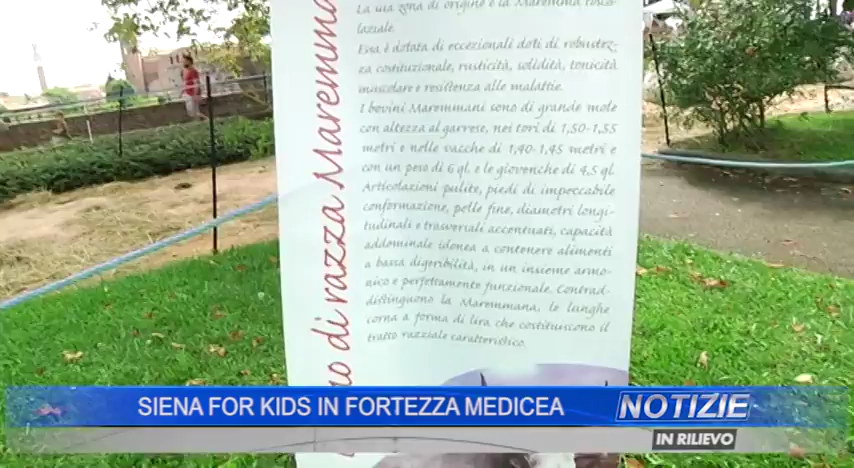 La sua zona di origine è la Maremma tosco-
laziale.
Essa è dotata di eccezionali doti di robustez-
za costituzionale, rusticità, solidità, tonicità
muscolare e resistenza alle malattie.
I bovini Maremmani sono di grande mole
con altezza al garrese, nei tori di 1,50-1,55
metri e nelle vacche di 1,40-1,45 metri e
con un peso di 6 ql. e le giovenche di 4,5 ql.
Articolazioni pulite, piedi di impeccabile
conformazione, pelle fine, diametri longi-
tudinali e trasversali accentuati, capacità
addominale idonea a contenere alimenti
a bassa digeribilità, in un insieme armo-
nico e perfettamente funzionale. Contrad-
distinguono la Maremmana, le lunghe
corna a forma di lira che costituiscono il
tratto razziale caratteristico.
no di razza Maremma
SIENA FOR KIDS IN FORTEZZA MEDICEA
NOTIZIE
IN RILIEVO